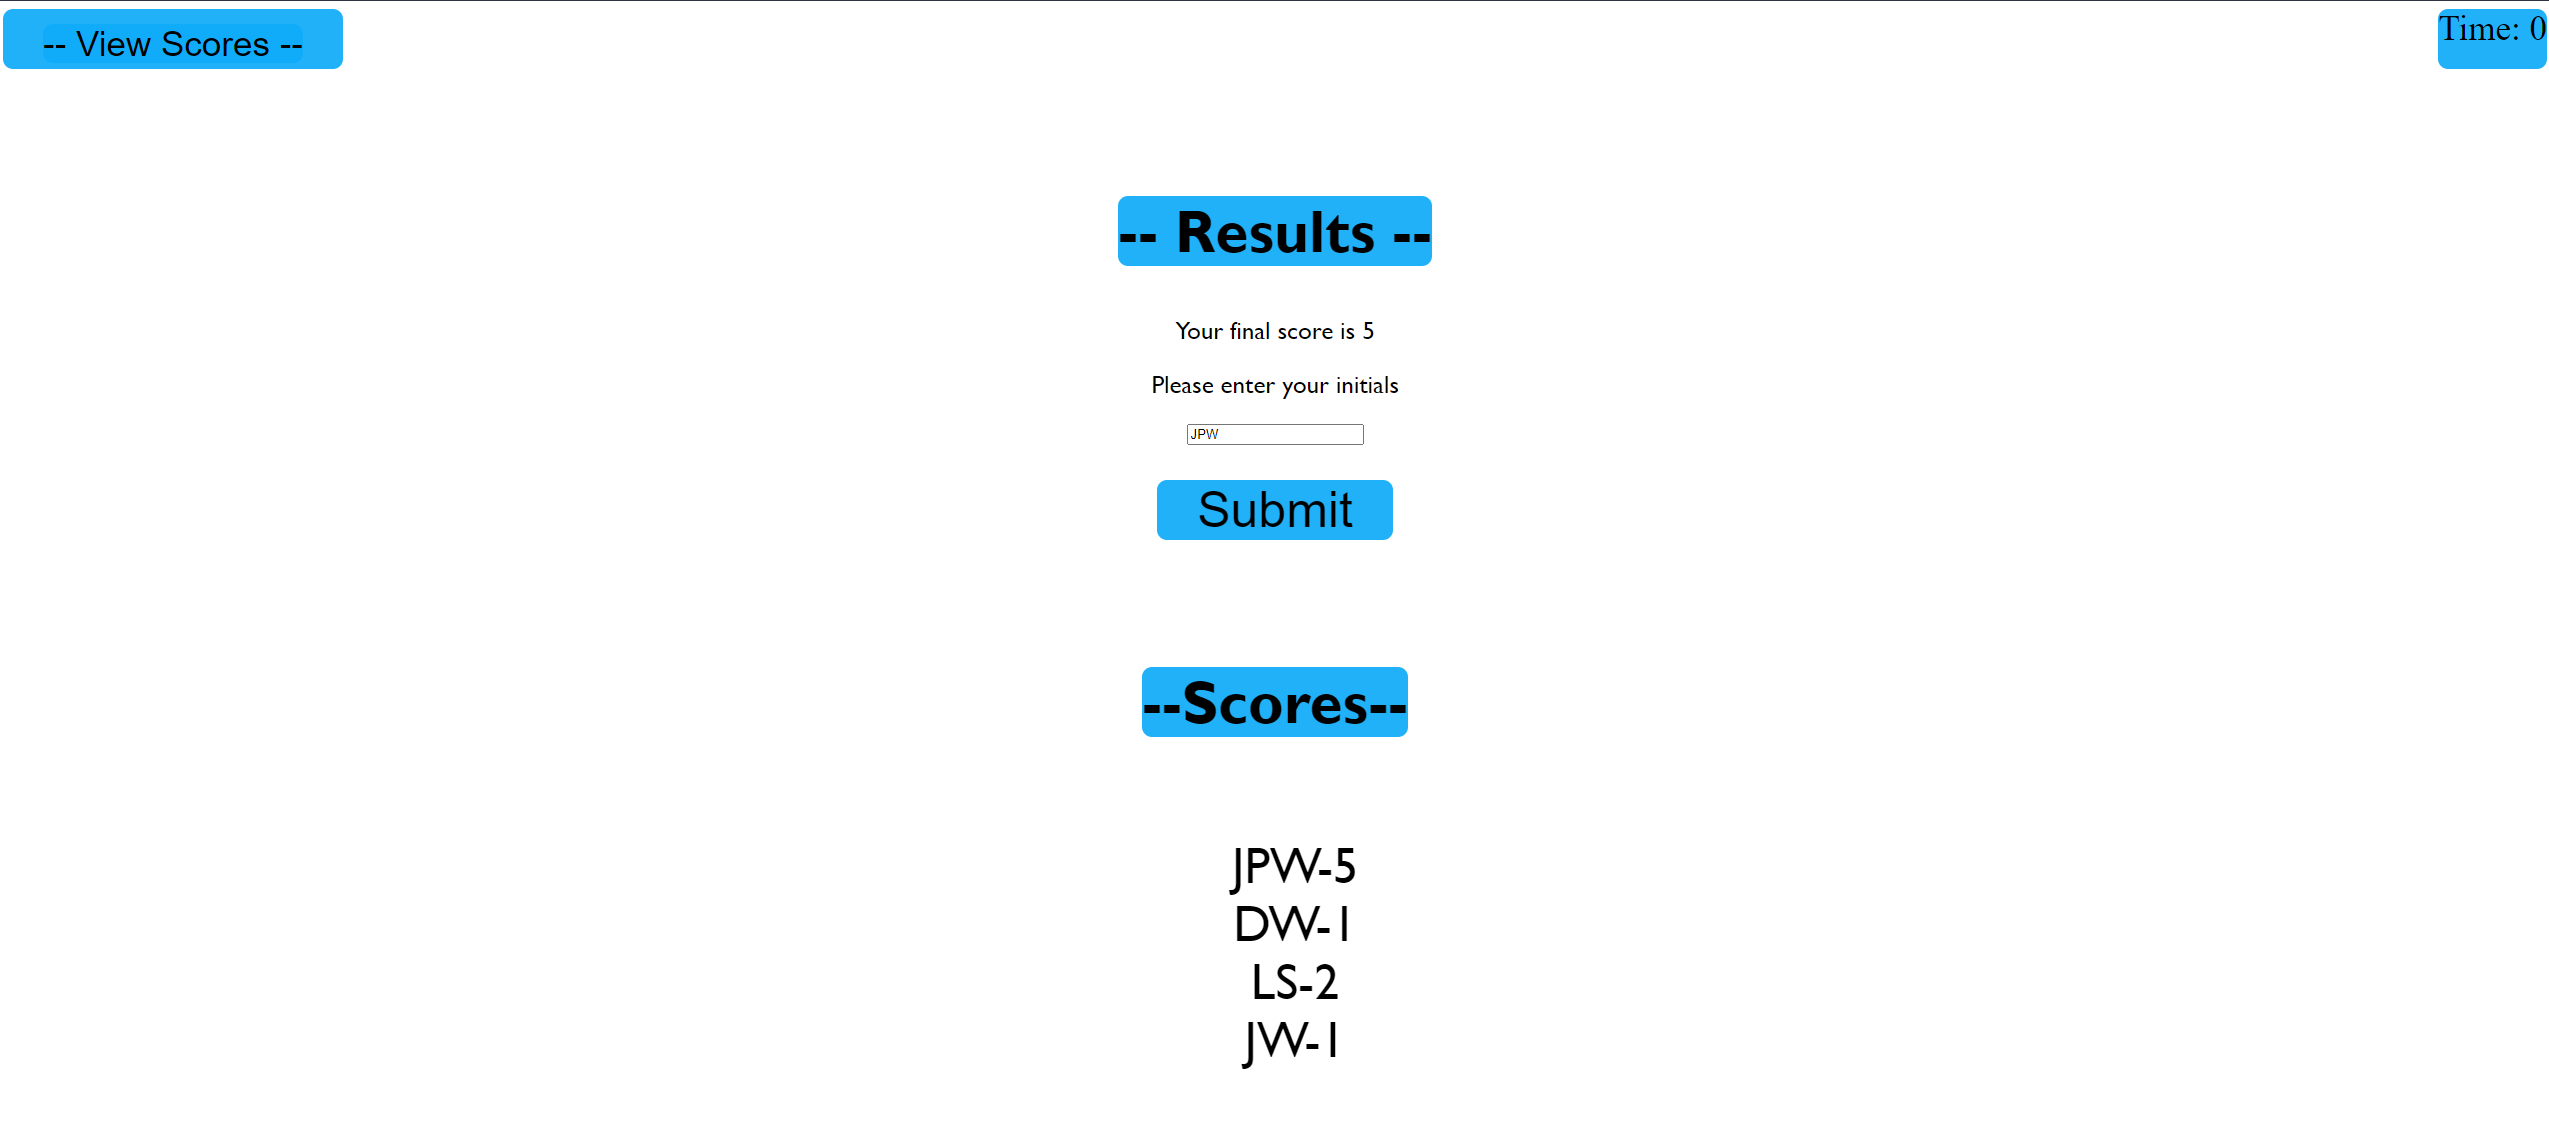 -- View Scores --
Time: 0
-- Results --
Your final score is 5
Please enter your initials
JPW
Submit
--Scores--
JPW-5
DW-1
LS-2
JW-1